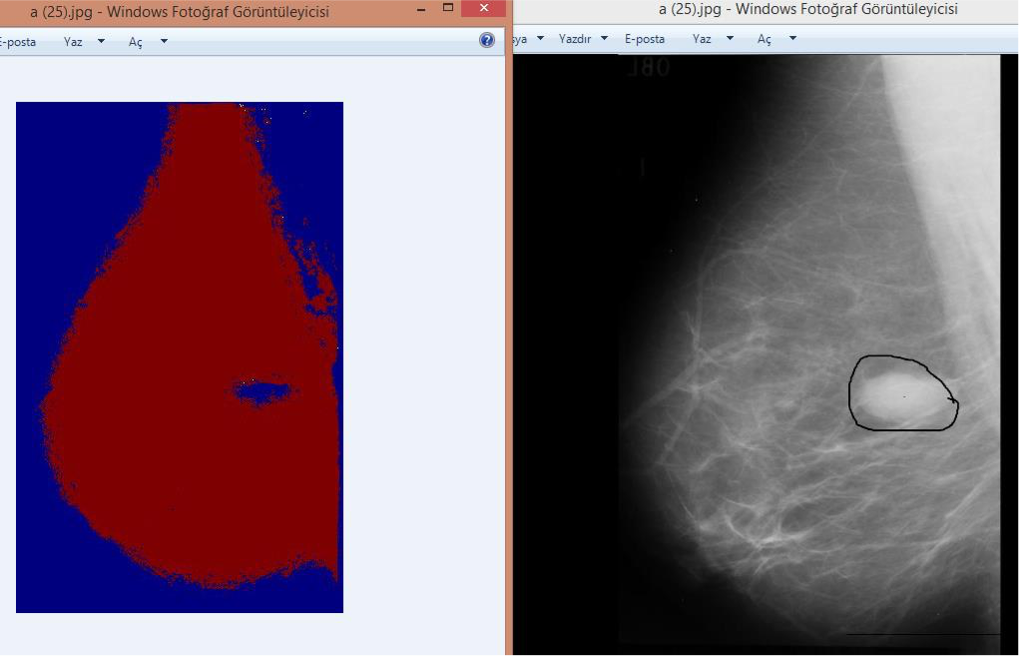 a (25).jpg - Windows Fotoğraf Görüntüleyicisi
E-posta Yaz Aç
a (25).jpg - Windows Fotoğraf Görüntüleyicisi
sya Yazdır E-posta Yaz Aç